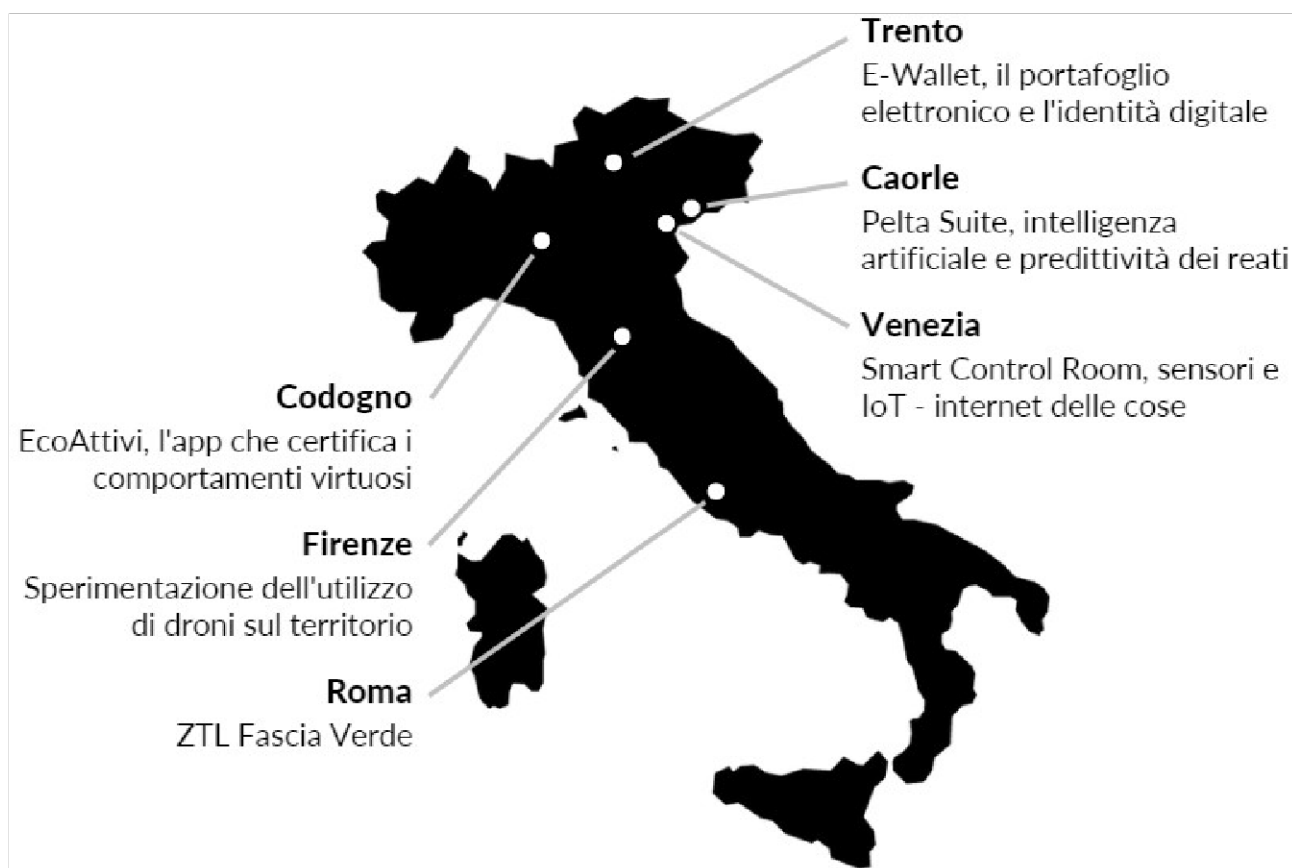 Trento
E-Wallet, il portafoglio
elettronico e l'identità digitale
Caorle
Pelta Suite, intelligenza
artificiale e predittività dei reati
Venezia
Smart Control Room, sensori e
IoT - internet delle cose
Codogno
EcoAttivi, l'app che certifica i
comportamenti virtuosi
Firenze
Sperimentazione dell'utilizzo
di droni sul territorio
Roma
ZTL Fascia Verde